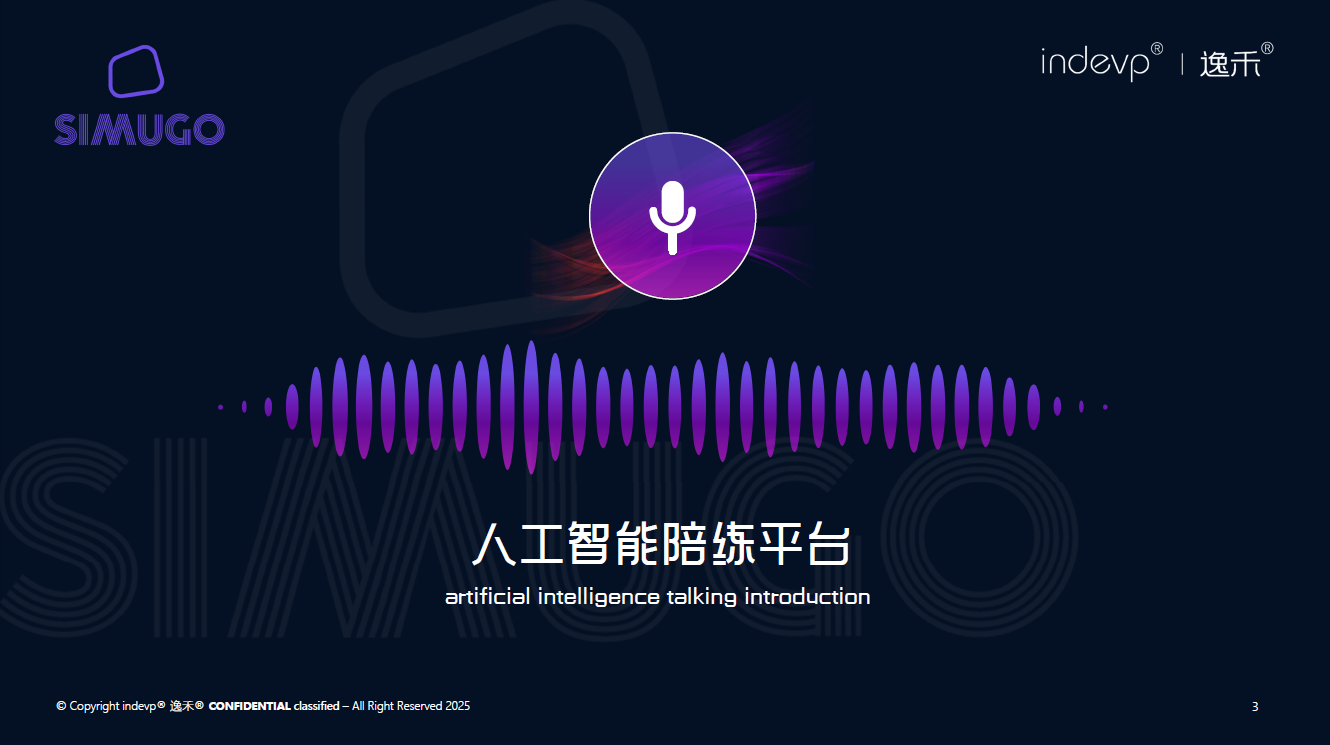 SIMUGO
indevp® | 逸禾®
SIMUGO
人工智能陪练平台
artificial intelligence talking introduction
© Copyright indevp® 逸禾® CONFIDENTIAL classified – All Right Reserved 2025
3